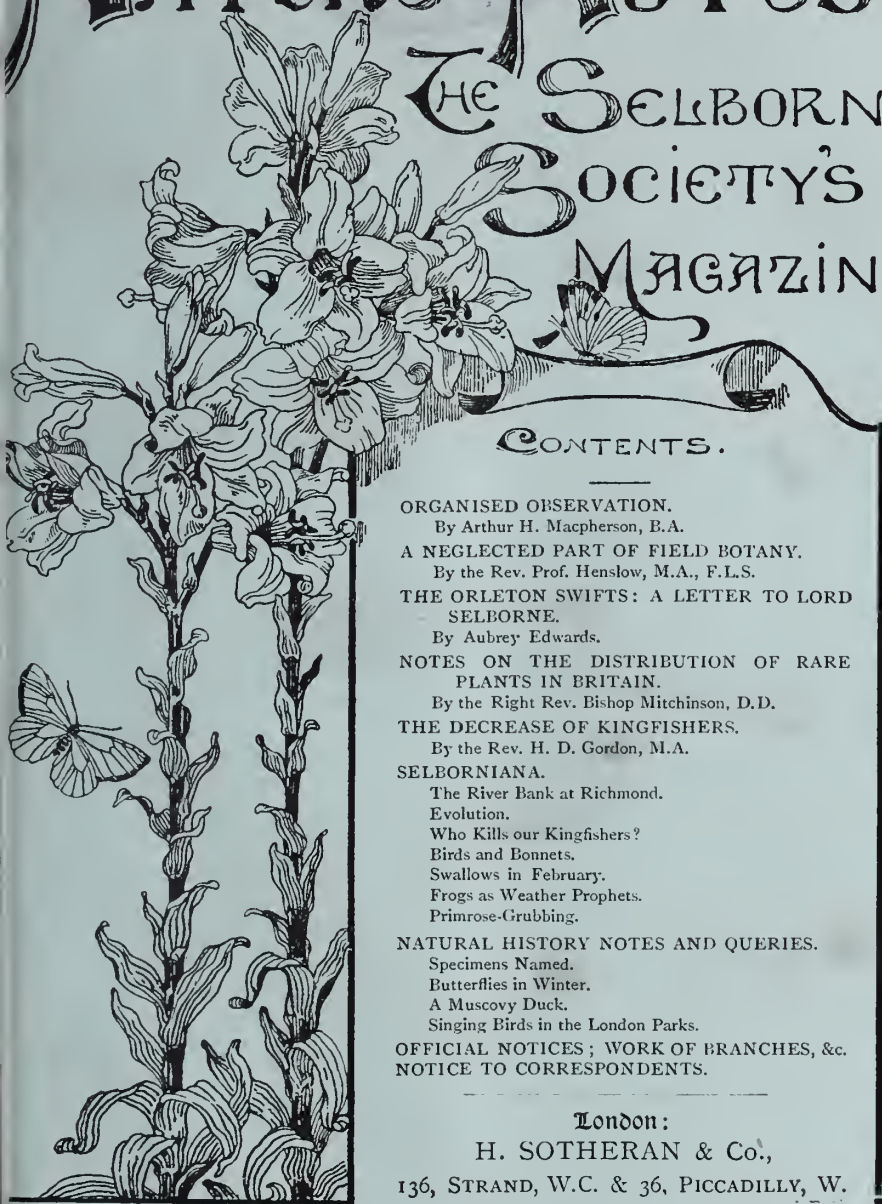 THE SELBORN
SOCIETY'S
MAGAZIN
CONTENTS.
ORGANISED OBSERVATION.
By Arthur H. Macpherson, B.A.
A NEGLECTED PART OF FIELD BOTANY.
By the Rev. Prof. Henslow, M.A., F.L.S.
THE ORLETON SWIFTS: A LETTER TO LORD
SELBORNE.
By Aubrey Edwards.
NOTES ON THE DISTRIBUTION OF RARE
PLANTS IN BRITAIN.
By the Right Rev. Bishop Mitchinson, D.D.
THE DECREASE OF KINGFISHERS.
By the Rev. H. D. Gordon, M.A.
SELBORNIANA.
The River Bank at Richmond.
Evolution.
Who Kills our Kingfishers?
Birds and Bonnets.
Swallows in February.
Frogs as Weather Prophets.
Primrose-Grubbing.
NATURAL HISTORY NOTES AND QUERIES.
Specimens Named.
Butterflies in Winter.
A Muscovy Duck.
Singing Birds in the London Parks.
OFFICIAL NOTICES; WORK OF BRANCHES, &c.
NOTICE TO CORRESPONDENTS.
London:
H. SOTHERAN & Co.,
136, STRAND, W.C. & 36, PICCADILLY, W.